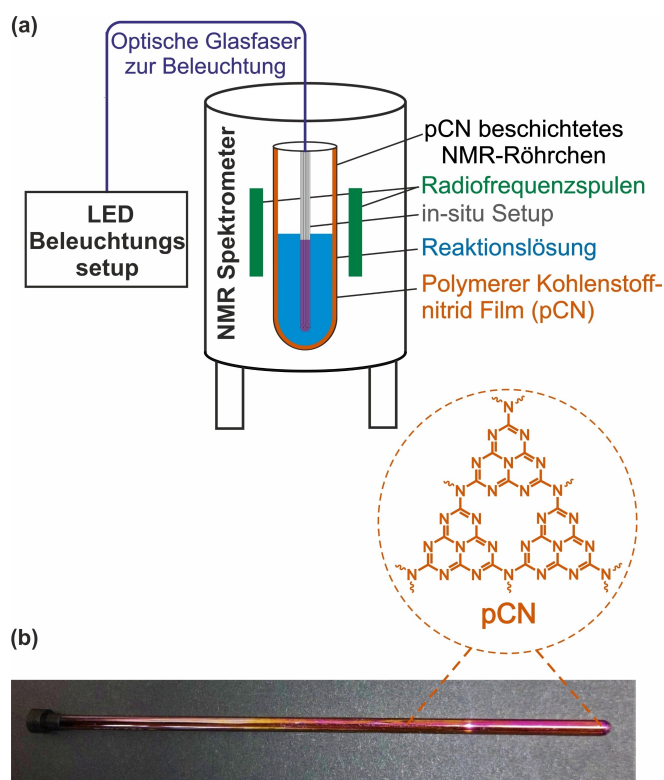 (a)
Optische Glasfaser
zur Beleuchtung
LED
Beleuchtungs
setup
NMR Spektrometer
pCN beschichtetes
NMR-Röhrchen
Radiofrequenzspulen
in-situ Setup
Reaktionslösung
Polymerer Kohlenstoff-
nitrid Film (pCN)
N
N N
N N N
N N N
N N
N N
N N N N
N N N N N N
N N N N N N
pCN
(b)